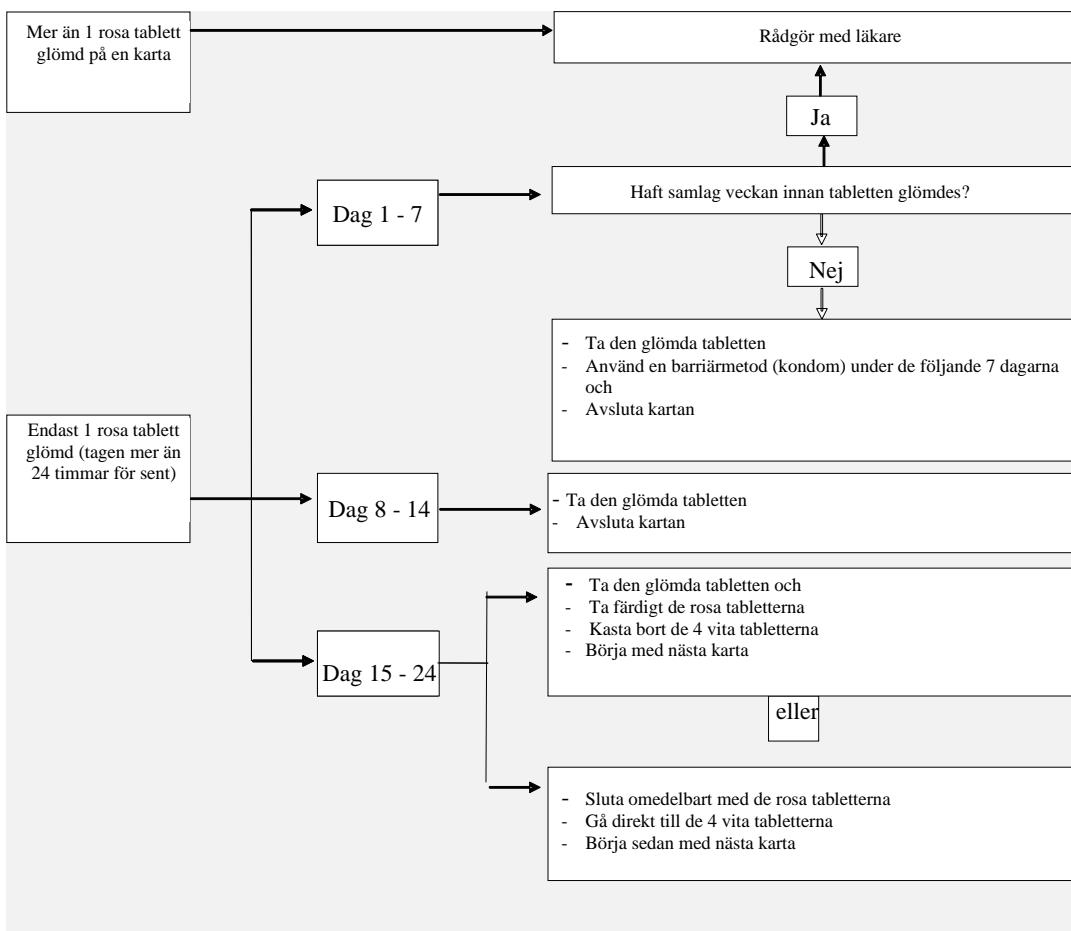 Mer än 1 rosa tablett
glömd på en karta
Rådgör med läkare
Ja
Haft samlag veckan innan tabletten glömdes?
Dag 1 - 7
Nej
- Ta den glömda tabletten
- Använd en barriärmetod (kondom) under de följande 7 dagarna
och
- Avsluta kartan
Endast 1 rosa tablett
glömd (tagen mer än
24 timmar för sent)
Dag 8 - 14
- Ta den glömda tabletten
- Avsluta kartan
Dag 15 - 24
- Ta den glömda tabletten och
- Ta färdigt de rosa tabletterna
- Kasta bort de 4 vita tabletterna
- Börja med nästa karta
eller
- Sluta omedelbart med de rosa tabletterna
- Gå direkt till de 4 vita tabletterna
- Börja sedan med nästa karta